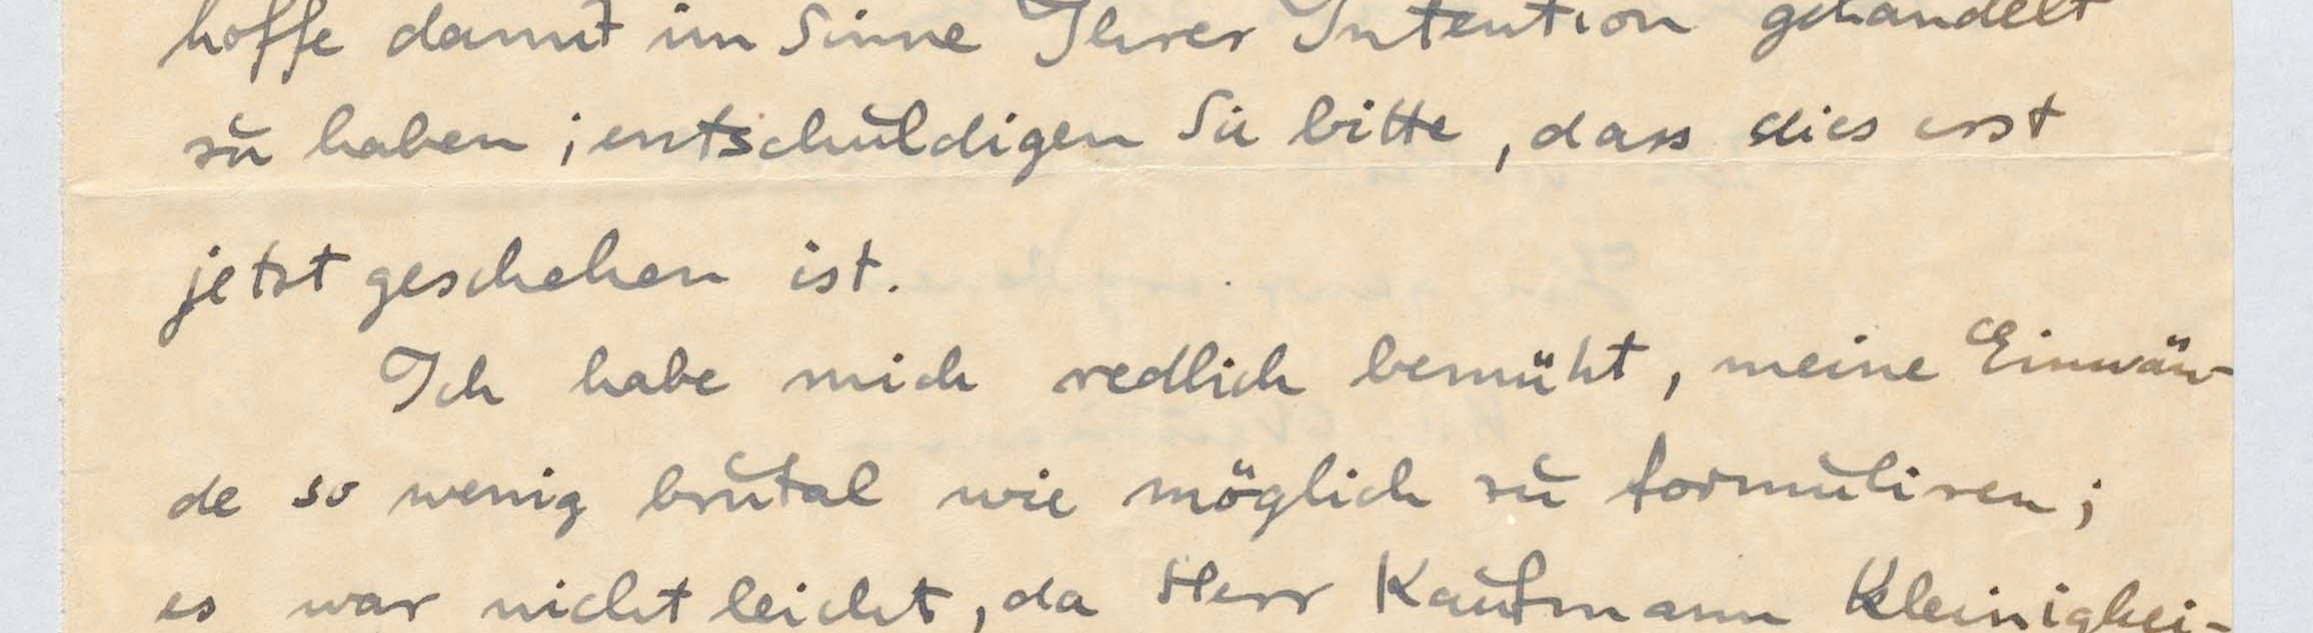 hoffe damit im Sinne Ihrer Intention gehandelt
zu haben; entschuldigen Sie bitte, dass dies erst
jetzt geschehen ist.
Ich habe mich redlich bemüht, meine Einwän-
de so wenig brutal wie möglich zu formuliren;
es war nicht leicht, da Herr Kaufmann Kleinigkei-